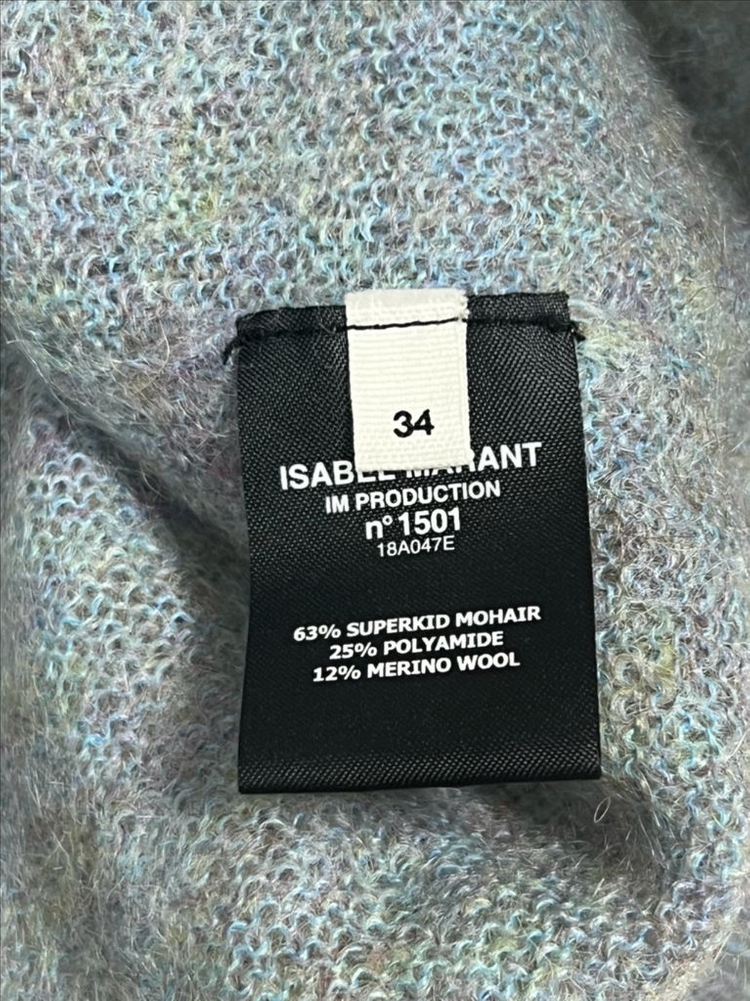 34
ISABEL MARANT
IM PRODUCTION
n° 1501
18A047E
63% SUPERKID MOHAIR
25% POLYAMIDE
12% MERINO WOOL